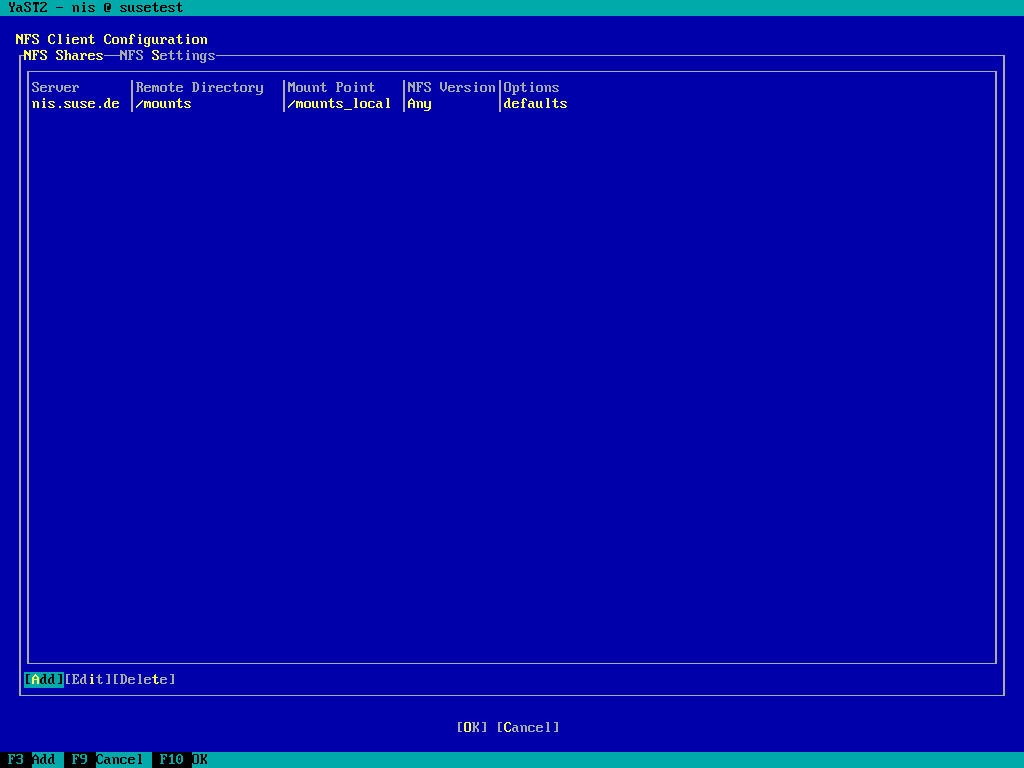 YaST2 - nis @ susetest
NFS Client Configuration
NFS Shares NFS Settings
Server Remote Directory Mount Point NFS Version Options
nis.suse.de /mounts /mounts_local Any defaults
[Add][Edit][Delete]
[OK] [Cancel]
F3 Add F9 Cancel F10 OK